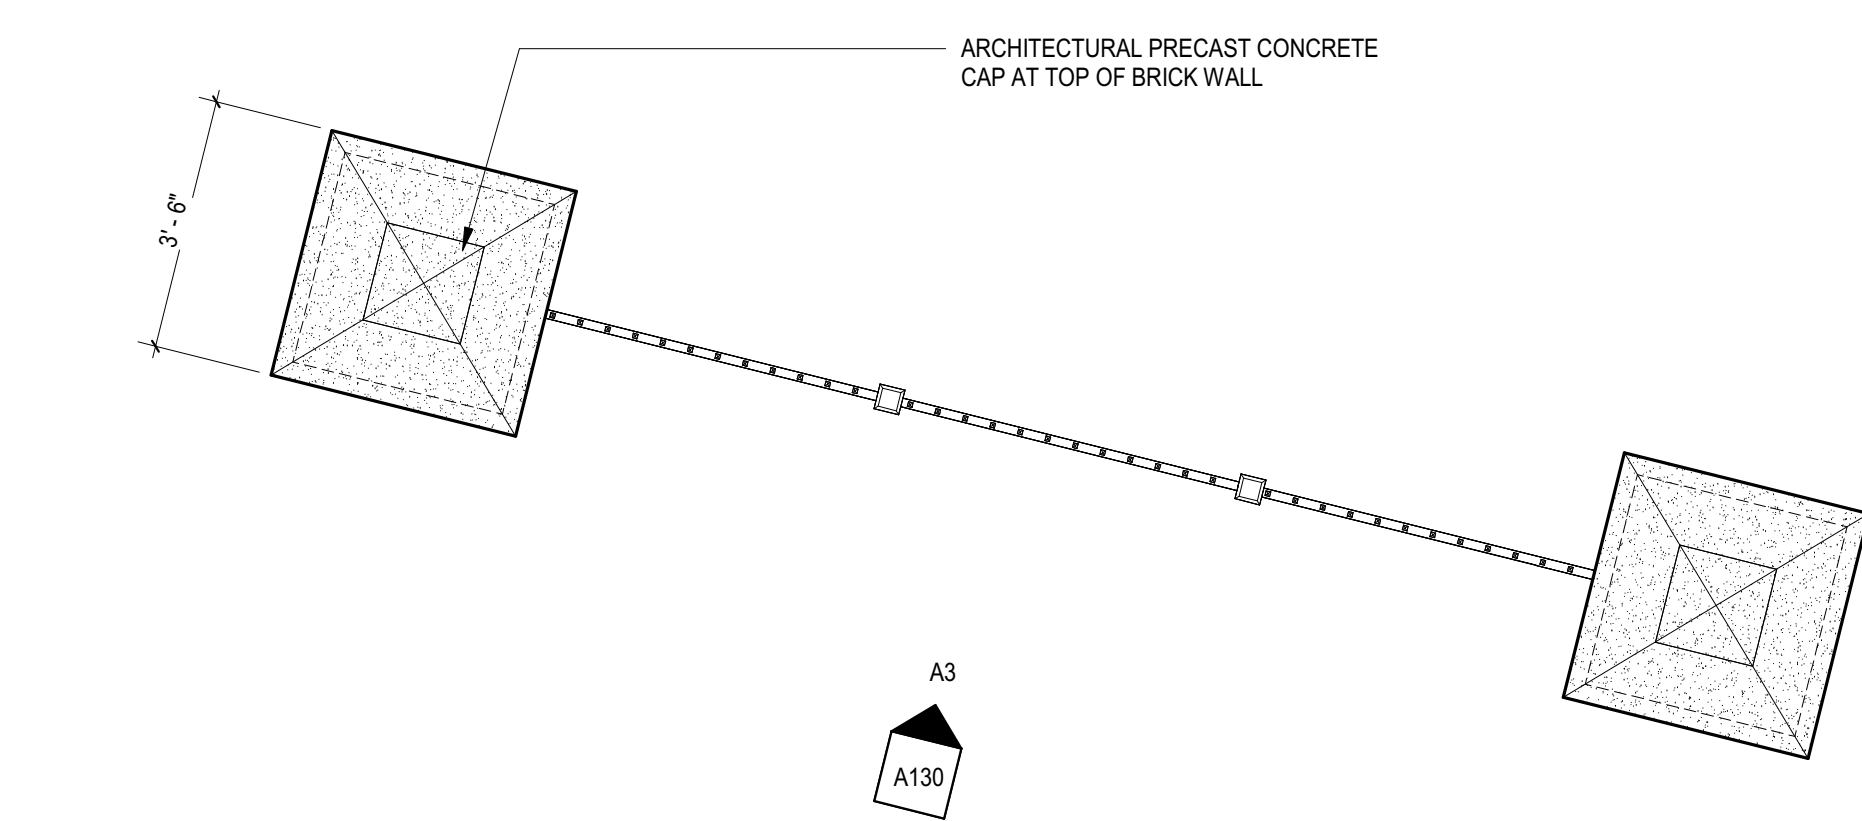 ARCHITECTURAL PRECAST CONCRETE
CAP AT TOP OF BRICK WALL
3' - 6"
A3
A130